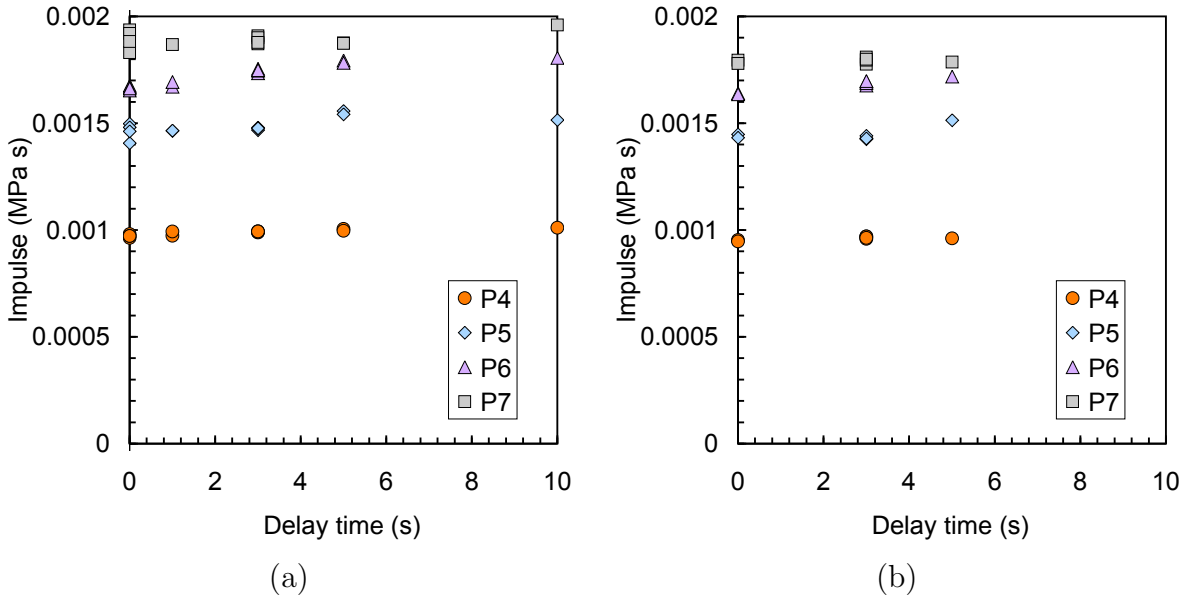 0.002
0.0015
0.001
0.0005
0
Impulse (MPa s)
P4
P5
P6
P7
0 2 4 6 8 10
Delay time (s)
(a)
0.002
0.0015
0.001
0.0005
0
Impulse (MPa s)
P4
P5
P6
P7
0 2 4 6 8 10
Delay time (s)
(b)